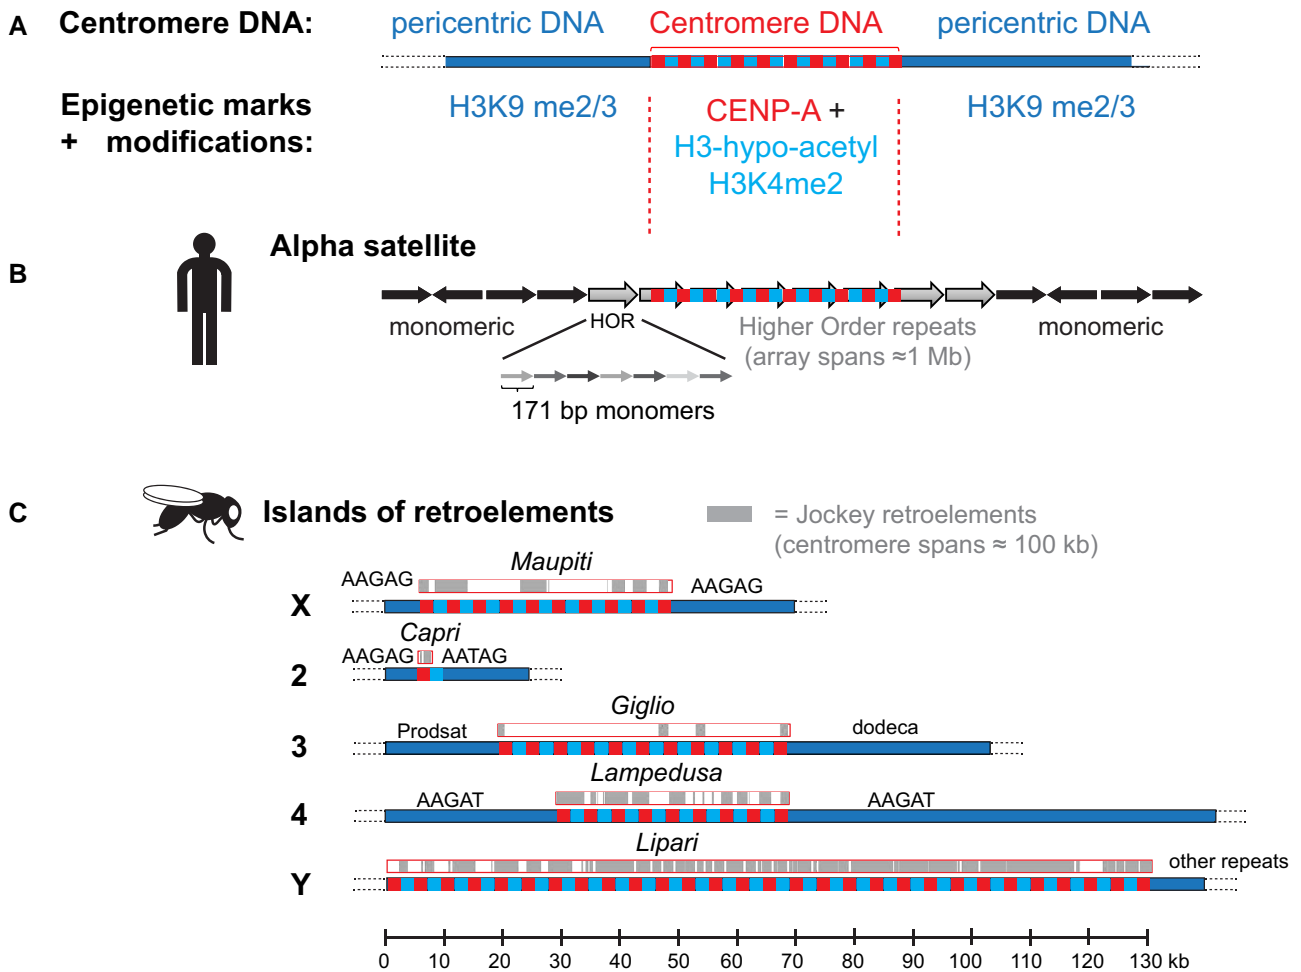 A
Centromere DNA:
pericentric DNA
Centromere DNA
pericentric DNA
Epigenetic marks
+ modifications:
H3K9 me2/3
CENP-A +
H3-hypo-acetyl
H3K4me2
H3K9 me2/3
B
Alpha satellite
monomeric
HOR
Higher Order repeats
(array spans ≈1 Mb)
monomeric
171 bp monomers
C
Islands of retroelements
= Jockey retroelements
(centromere spans ≈ 100 kb)
Maupiti
X
AAGAG
AAGAG
Capri
2
AAGAG
AATAG
Giglio
3
Prodsat
dodeca
Lampedusa
4
AAGAT
AAGAT
Lipari
Y
other repeats
0 10 20 30 40 50 60 70 80 90 100 110 120 130 kb